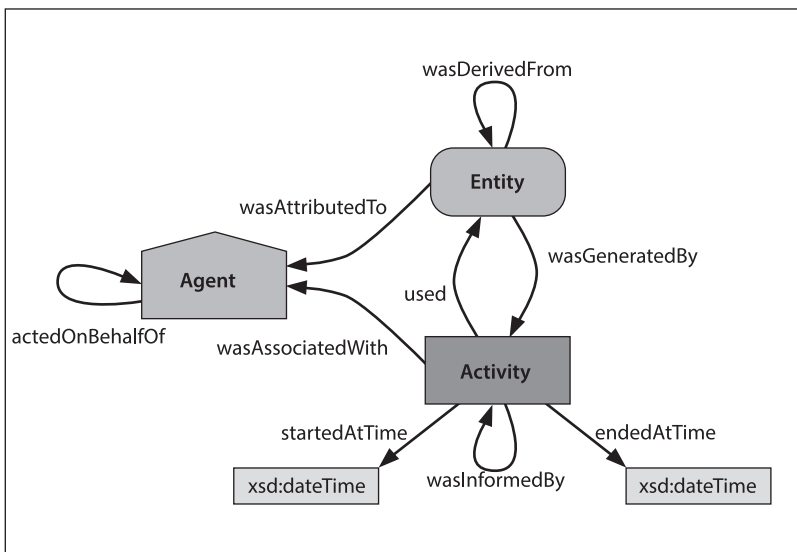 wasDerivedFrom
Entity
wasAttributedTo
wasGeneratedBy
Agent
used
actedOnBehalfOf
wasAssociatedWith
Activity
startedAtTime
endedAtTime
wasInformedBy
xsd:dateTime
xsd:dateTime